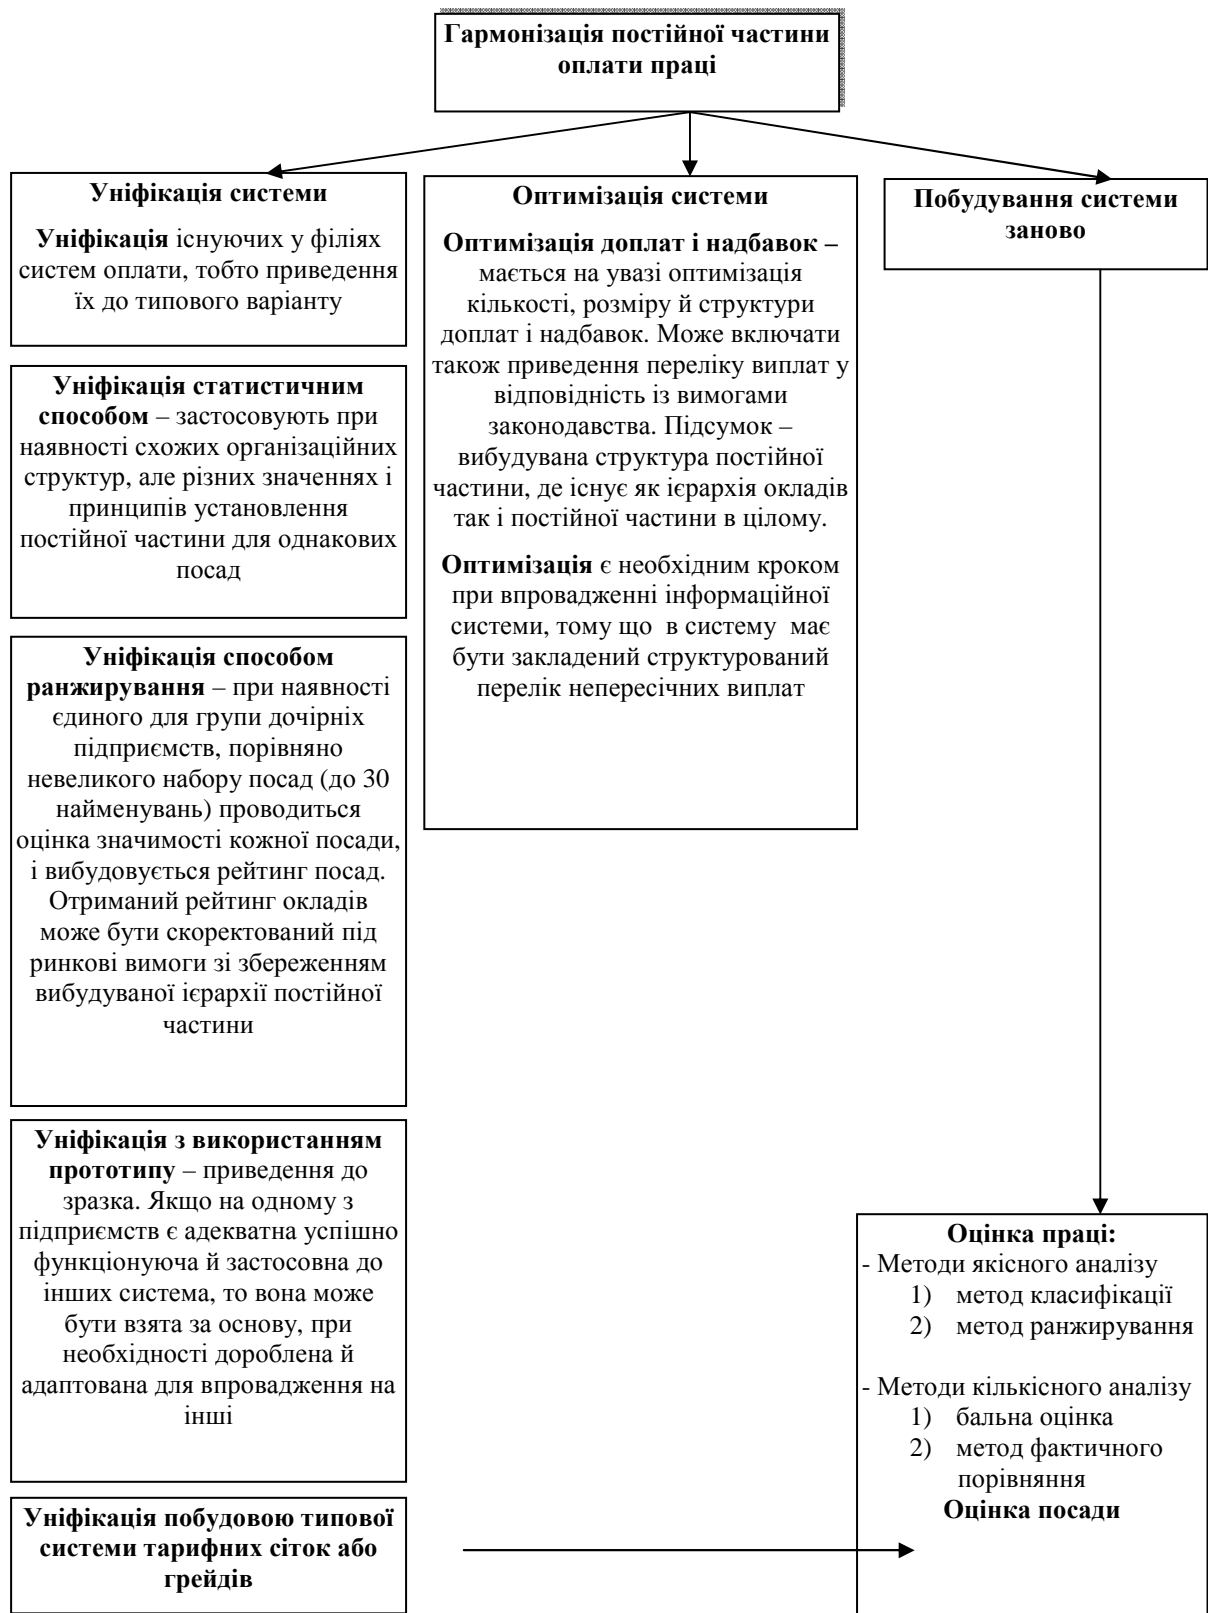 Гармонізація постійної частини
оплати праці
Уніфікація системи
Уніфікація існуючих у філіях
систем оплати, тобто приведення
їх до типового варіанту
Уніфікація статистичним
способом – застосовують при
наявності схожих організаційних
структур, але різних значеннях і
принципів установлення
постійної частини для однакових
посад
Уніфікація способом
ранжирування – при наявності
єдиного для групи дочірніх
підприємств, порівняно
невеликого набору посад (до 30
найменувань) проводиться
оцінка значимості кожної посади,
і вибудовується рейтинг посад.
Отриманий рейтинг окладів
може бути скоректований під
ринкові вимоги зі збереженням
вибудуваної ієрархії постійної
частини
Уніфікація з використанням
прототипу – приведення до
зразка. Якщо на одному з
підприємств є адекватна успішно
функціонуюча й застосовна до
інших система, то вона може
бути взята за основу, при
необхідності дороблена й
адаптована для впровадження на
інші
Уніфікація побудовою типової
системи тарифних сіток або
грейдів
Оптимізація системи
Оптимізація доплат і надбавок –
мається на увазі оптимізація
кількості, розміру й структури
доплат і надбавок. Може включати
також приведення переліку виплат у
відповідність із вимогами
законодавства. Підсумок –
вибудувана структура постійної
частини, де існує як ієрархія окладів
так і постійної частини в цілому.
Оптимізація є необхідним кроком
при впровадженні інформаційної
системи, тому що в систему має
бути закладений структурований
перелік непересічних виплат
Побудування системи
заново
Оцінка праці:
- Методи якісного аналізу
1) метод класифікації
2) метод ранжирування
- Методи кількісного аналізу
1) бальна оцінка
2) метод фактичного
порівняння
Оцінка посади